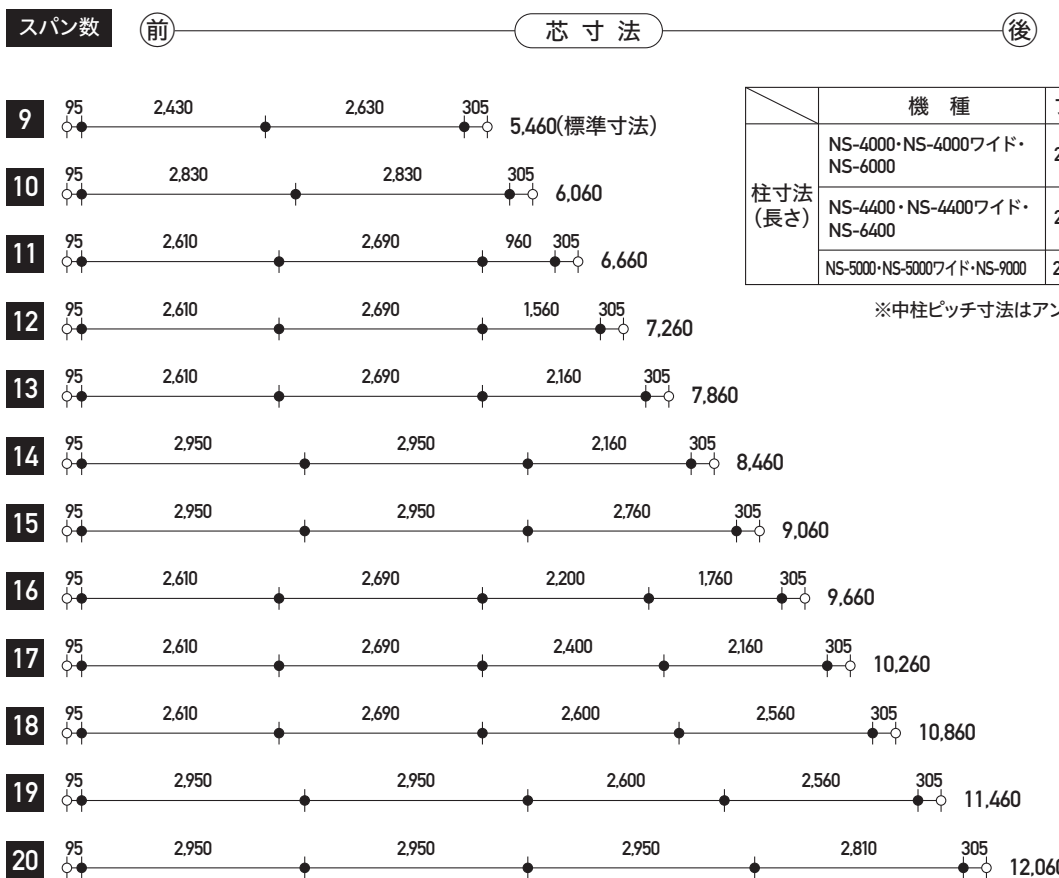 スパン数 前 芯寸法 後
9 95 2,430 2,630 305 5,460(標準寸法)
10 95 2,830 2,830 305 6,060
11 95 2,610 2,690 960 305 6,660
12 95 2,610 2,690 1,560 305 7,260
13 95 2,610 2,690 2,160 305 7,860
14 95 2,950 2,950 2,160 305 8,460
15 95 2,950 2,950 2,760 305 9,060
16 95 2,610 2,690 2,200 1,760 305 9,660
17 95 2,610 2,690 2,400 2,160 305 10,260
18 95 2,610 2,690 2,600 2,560 305 10,860
19 95 2,950 2,950 2,600 2,560 305 11,460
20 95 2,950 2,950 2,950 2,810 305 12,060
機 種
柱寸法
(長さ)
NS-4000・NS-4000ワイド・
NS-6000
NS-4400・NS-4400ワイド・
NS-6400
NS-5000・NS-5000ワイド・NS-9000
※中柱ピッチ寸法はアン